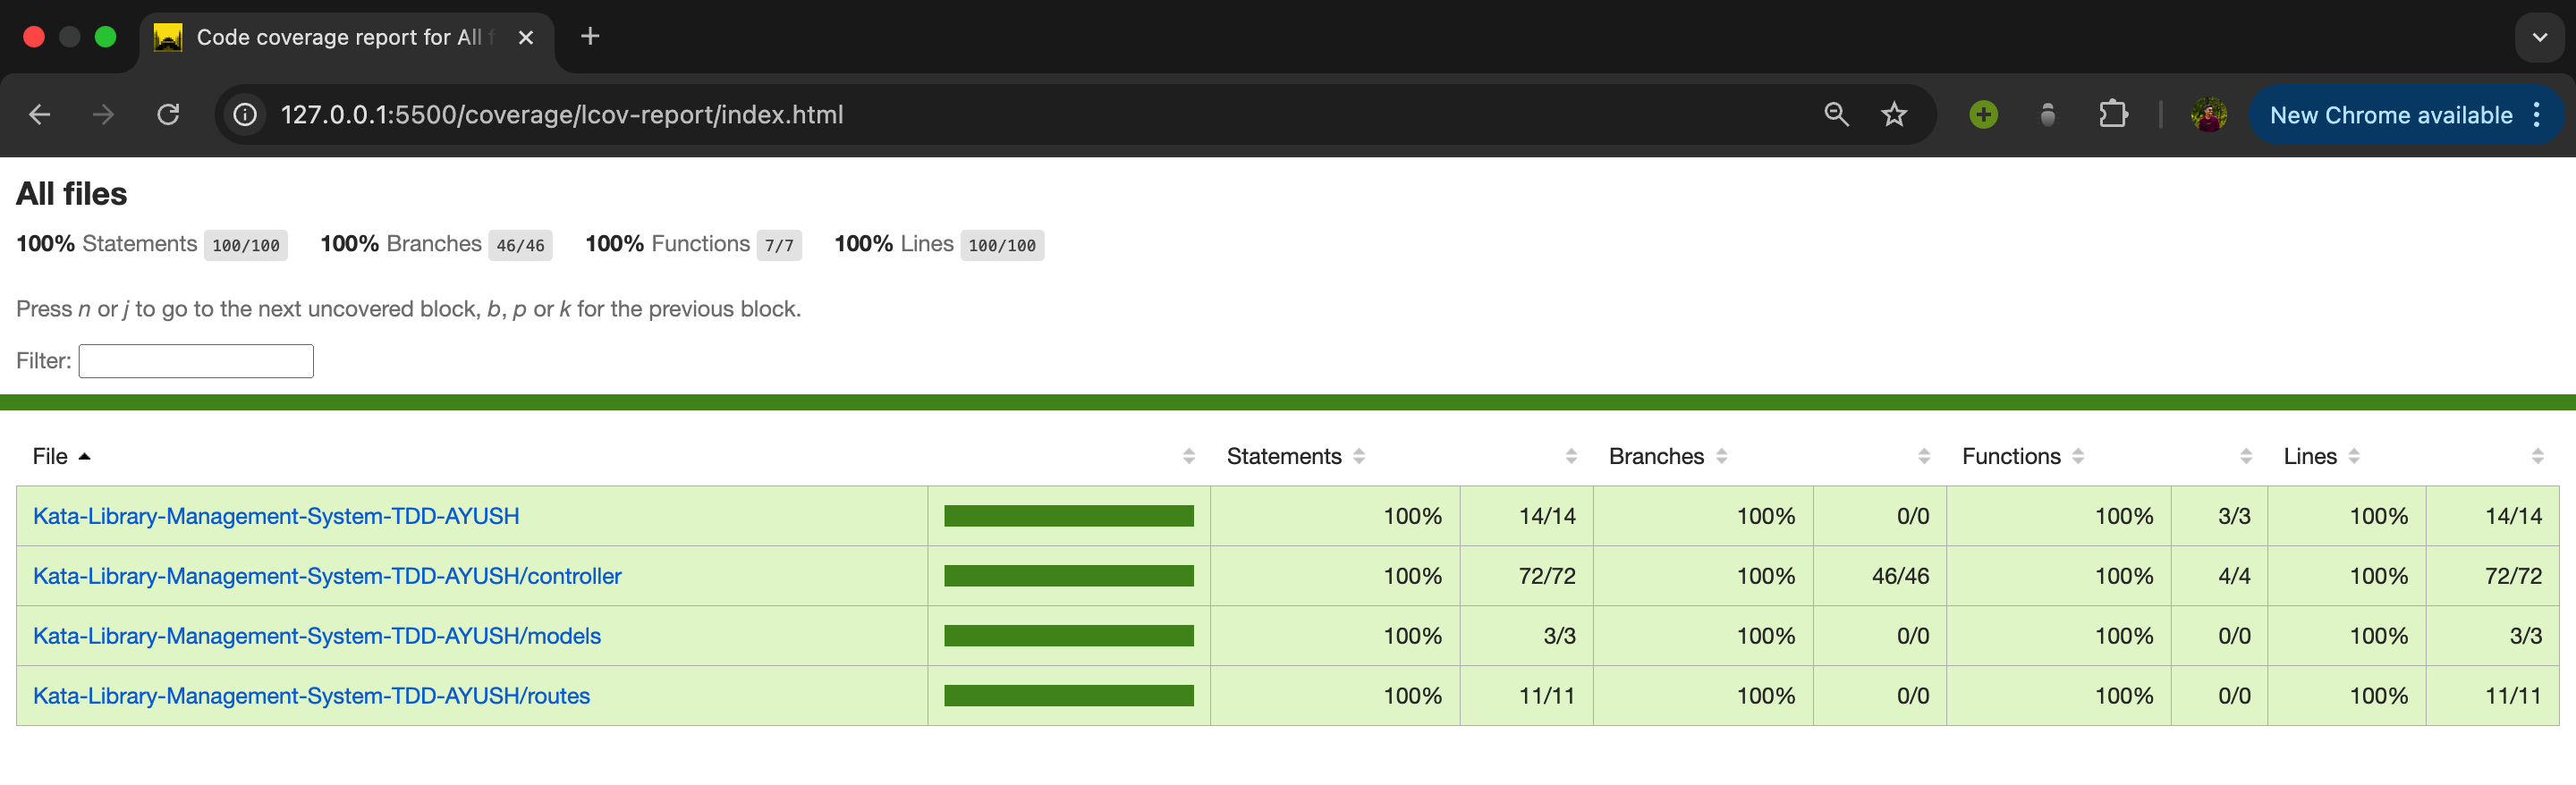 Code coverage report for All f
127.0.0.1:5500/coverage/lcov-report/index.html
New Chrome available
All files
100% Statements 100/100 100% Branches 46/46 100% Functions 7/7 100% Lines 100/100
Press n or j to go to the next uncovered block, b, p or k for the previous block.
Filter:
File Statements Branches Functions Lines
Kata-Library-Management-System-TDD-AYUSH 100% 14/14 100% 0/0 100% 3/3 100% 14/14
Kata-Library-Management-System-TDD-AYUSH/controller 100% 72/72 100% 46/46 100% 4/4 100% 72/72
Kata-Library-Management-System-TDD-AYUSH/models 100% 3/3 100% 0/0 100% 0/0 100% 3/3
Kata-Library-Management-System-TDD-AYUSH/routes 100% 11/11 100% 0/0 100% 0/0 100% 11/11